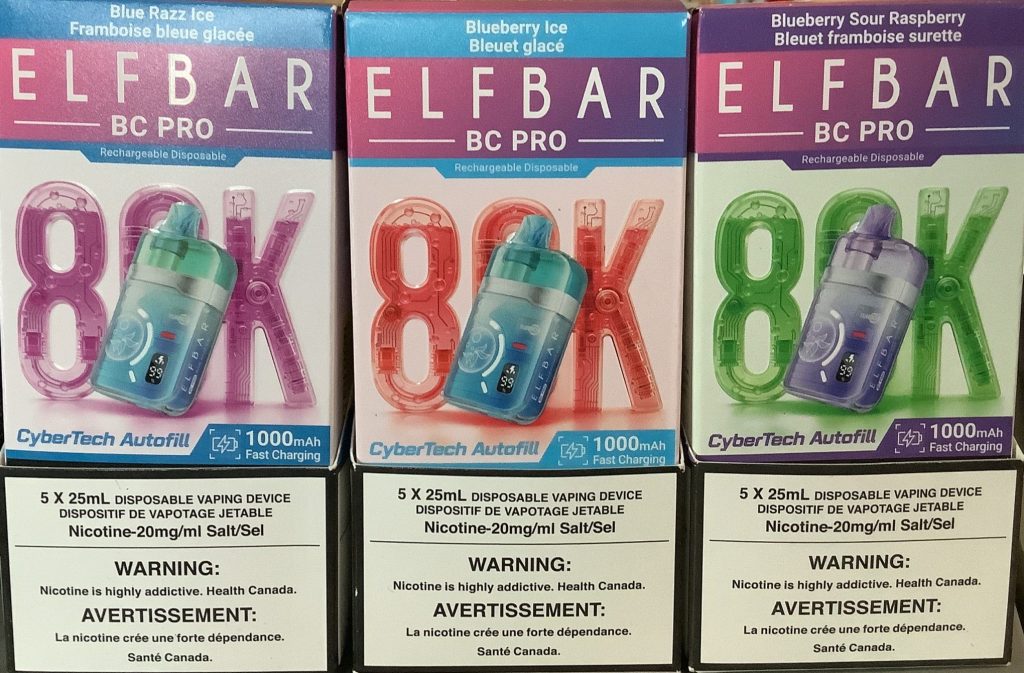 Blue Razz Ice
Framboise bleue glacée
ELFBAR
BC PRO
Rechargeable Disposable
80K
ELFBAR
99
CyberTech Autofill
1000mAh
Fast Charging
5 X 25mL DISPOSABLE VAPING DEVICE
DISPOSITIF DE VAPOTAGE JETABLE
Nicotine-20mg/ml Salt/Sel
WARNING:
Nicotine is highly addictive. Health Canada.
AVERTISSEMENT:
La nicotine crée une forte dépendance.
Santé Canada.
Blueberry Ice
Bleuet glacé
ELFBAR
BC PRO
Rechargeable Disposable
80K
ELFBAR
99
CyberTech Autofill
1000mAh
Fast Charging
5 X 25mL DISPOSABLE VAPING DEVICE
DISPOSITIF DE VAPOTAGE JETABLE
Nicotine-20mg/ml Salt/Sel
WARNING:
Nicotine is highly addictive. Health Canada.
AVERTISSEMENT:
La nicotine crée une forte dépendance.
Santé Canada.
Blueberry Sour Raspberry
Bleuet framboise surette
ELFBAR
BC PRO
Rechargeable Disposable
80K
ELFBAR
99
CyberTech Autofill
1000mAh
Fast Charging
5 X 25mL DISPOSABLE VAPING DEVICE
DISPOSITIF DE VAPOTAGE JETABLE
Nicotine-20mg/ml Salt/Sel
WARNING:
Nicotine is highly addictive. Health Canada.
AVERTISSEMENT:
La nicotine crée une forte dépendance.
Santé Canada.